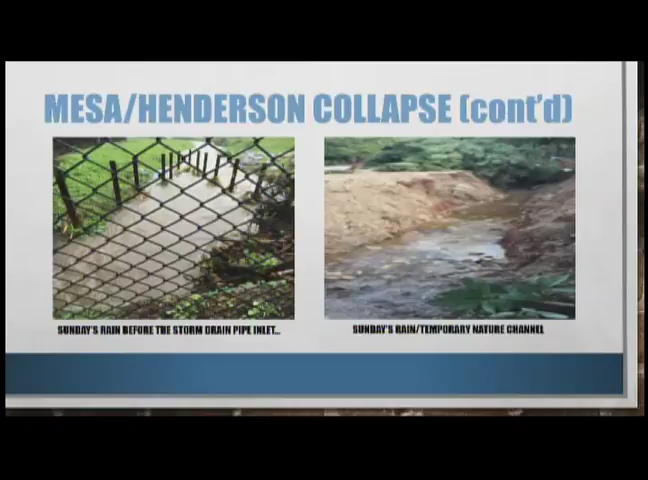 MESA/HENDERSON COLLAPSE (cont'd)
SUNDAY'S RAIN BEFORE THE STORM DRAIN PIPE INLET...
SUNDAY'S RAIN/TEMPORARY NATURE CHANNEL